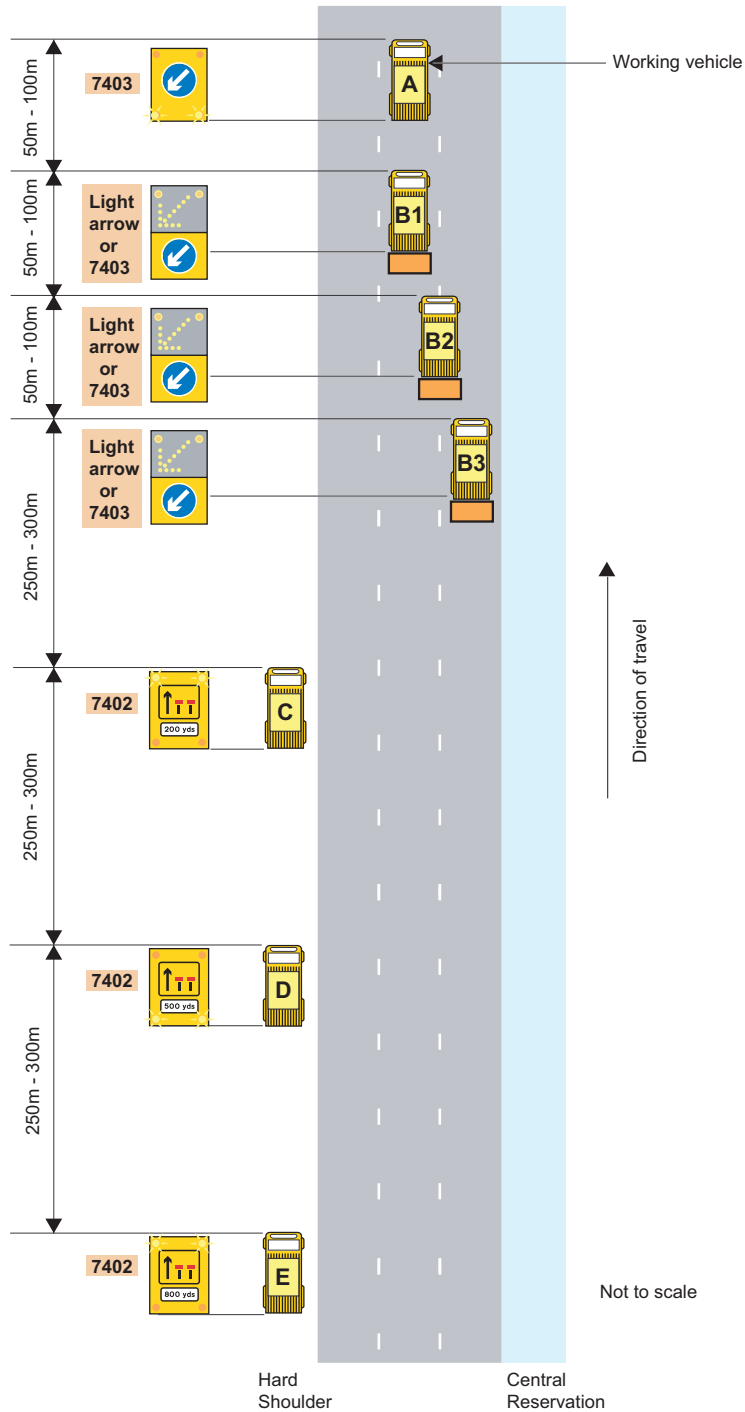 50m - 100m
7403
A
Working vehicle
50m - 100m
Light
arrow
or
7403
B1
50m - 100m
Light
arrow
or
7403
B2
250m - 300m
Light
arrow
or
7403
B3
Direction of travel
250m - 300m
7402
200 yds
C
250m - 300m
7402
500 yds
D
7402
800 yds
E
Not to scale
Hard
Shoulder
Central
Reservation